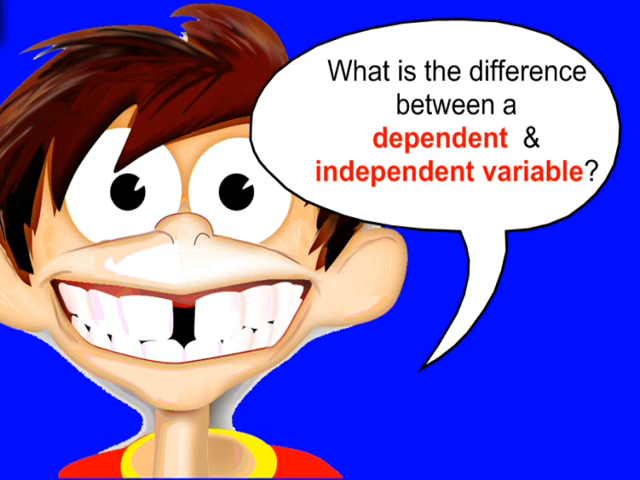 What is the difference
between a
dependent & 
independent variable?